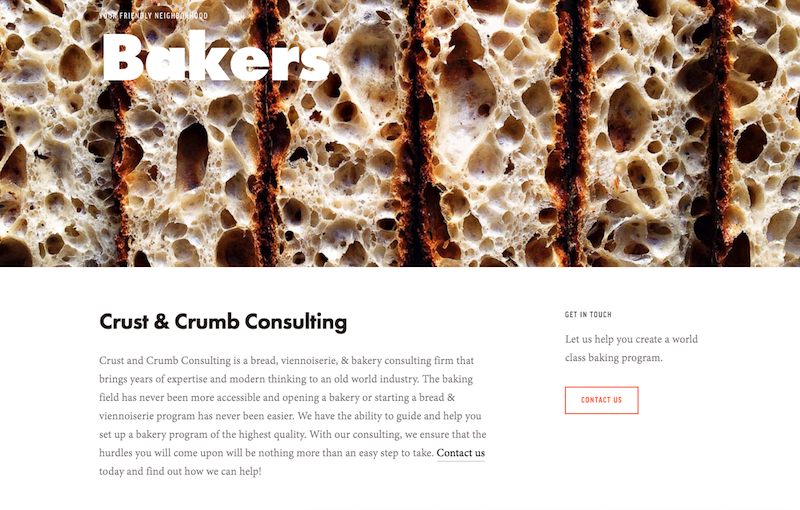 YOUR FRIENDLY NEIGHBORHOOD
Bakers
Crust & Crumb Consulting
Crust and Crumb Consulting is a bread, viennoiserie, & bakery consulting firm that
brings years of expertise and modern thinking to an old world industry. The baking
field has never been more accessible and opening a bakery or starting a bread &
viennoiserie program has never been easier. We have the ability to guide and help you
set up a bakery program of the highest quality. With our consulting, we ensure that the
hurdles you will come upon will be nothing more than an easy step to take. Contact us
today and find out how we can help!
GET IN TOUCH
Let us help you create a world
class baking program.
CONTACT US